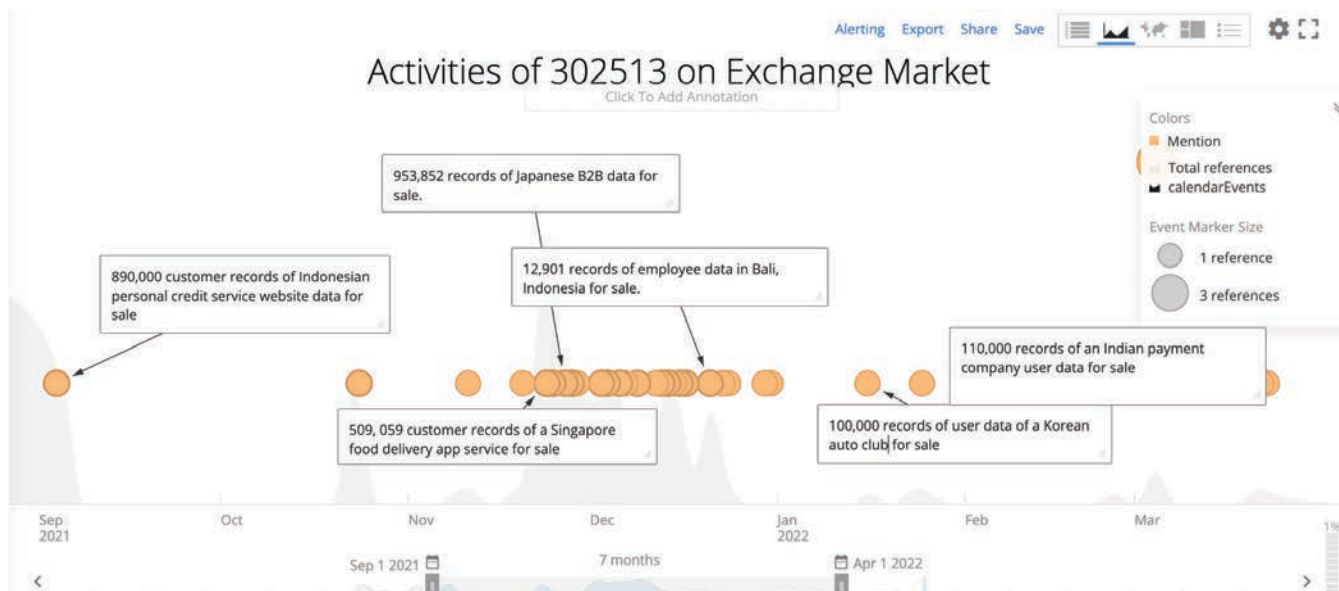 Alerting Export Share Save
Activities of 302513 on Exchange Market
Click To Add Annotation
Colors
Mention
Total references
calendarEvents
Event Marker Size
1 reference
3 references
953,852 records of Japanese B2B data for
sale.
890,000 customer records of Indonesian
personal credit service website data for
sale
12,901 records of employee data in Bali,
Indonesia for sale.
110,000 records of an Indian payment
company user data for sale
509, 059 customer records of a Singapore
food delivery app service for sale
100,000 records of user data of a Korean
auto club for sale
Sep
2021
Oct
Nov
Dec
Jan
2022
Feb
Mar
1%
Sep 1 2021
7 months
Apr 1 2022